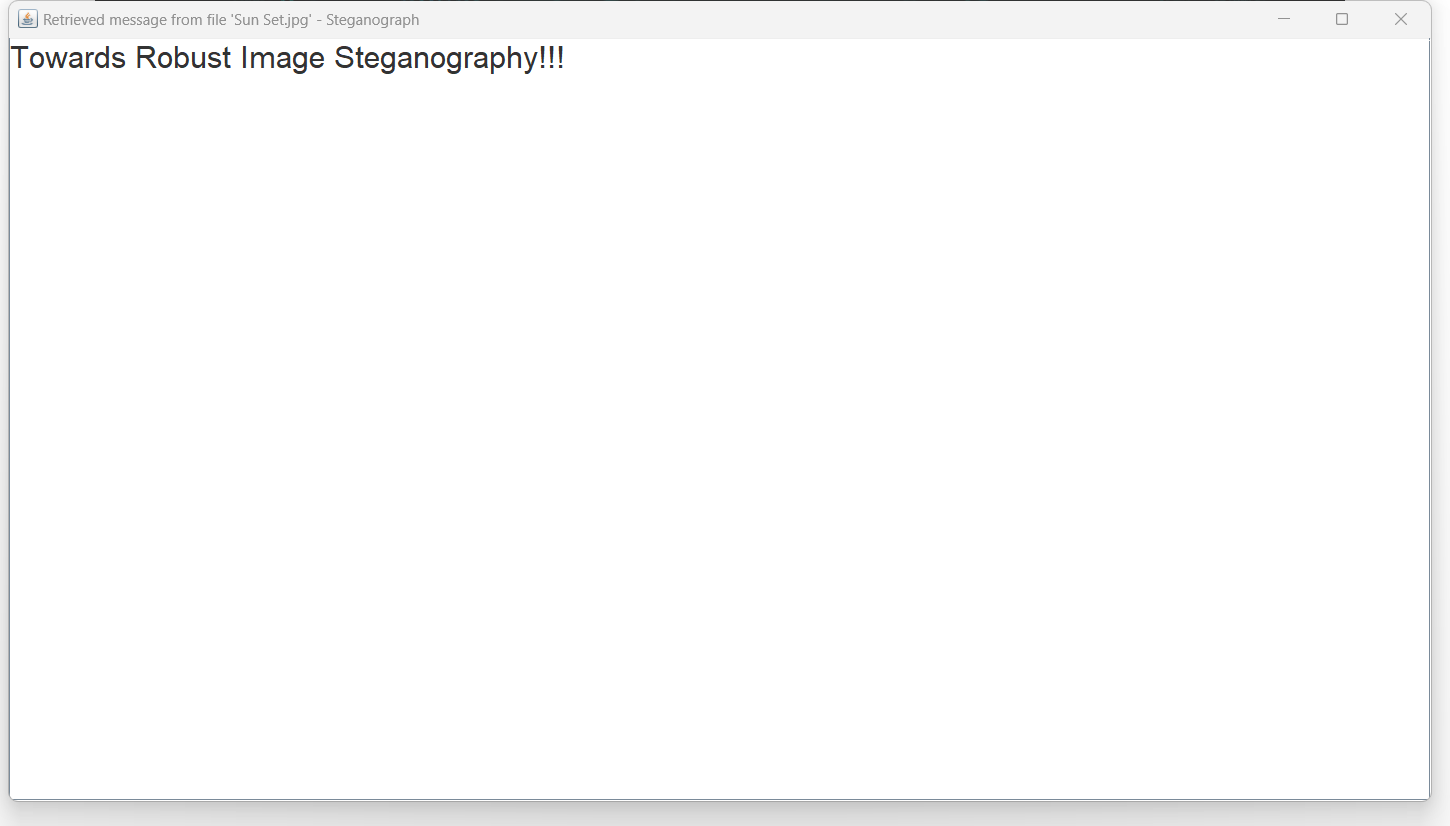 Retrieved message from file 'Sun Set.jpg' - Steganograph
Towards Robust Image Steganography!!!